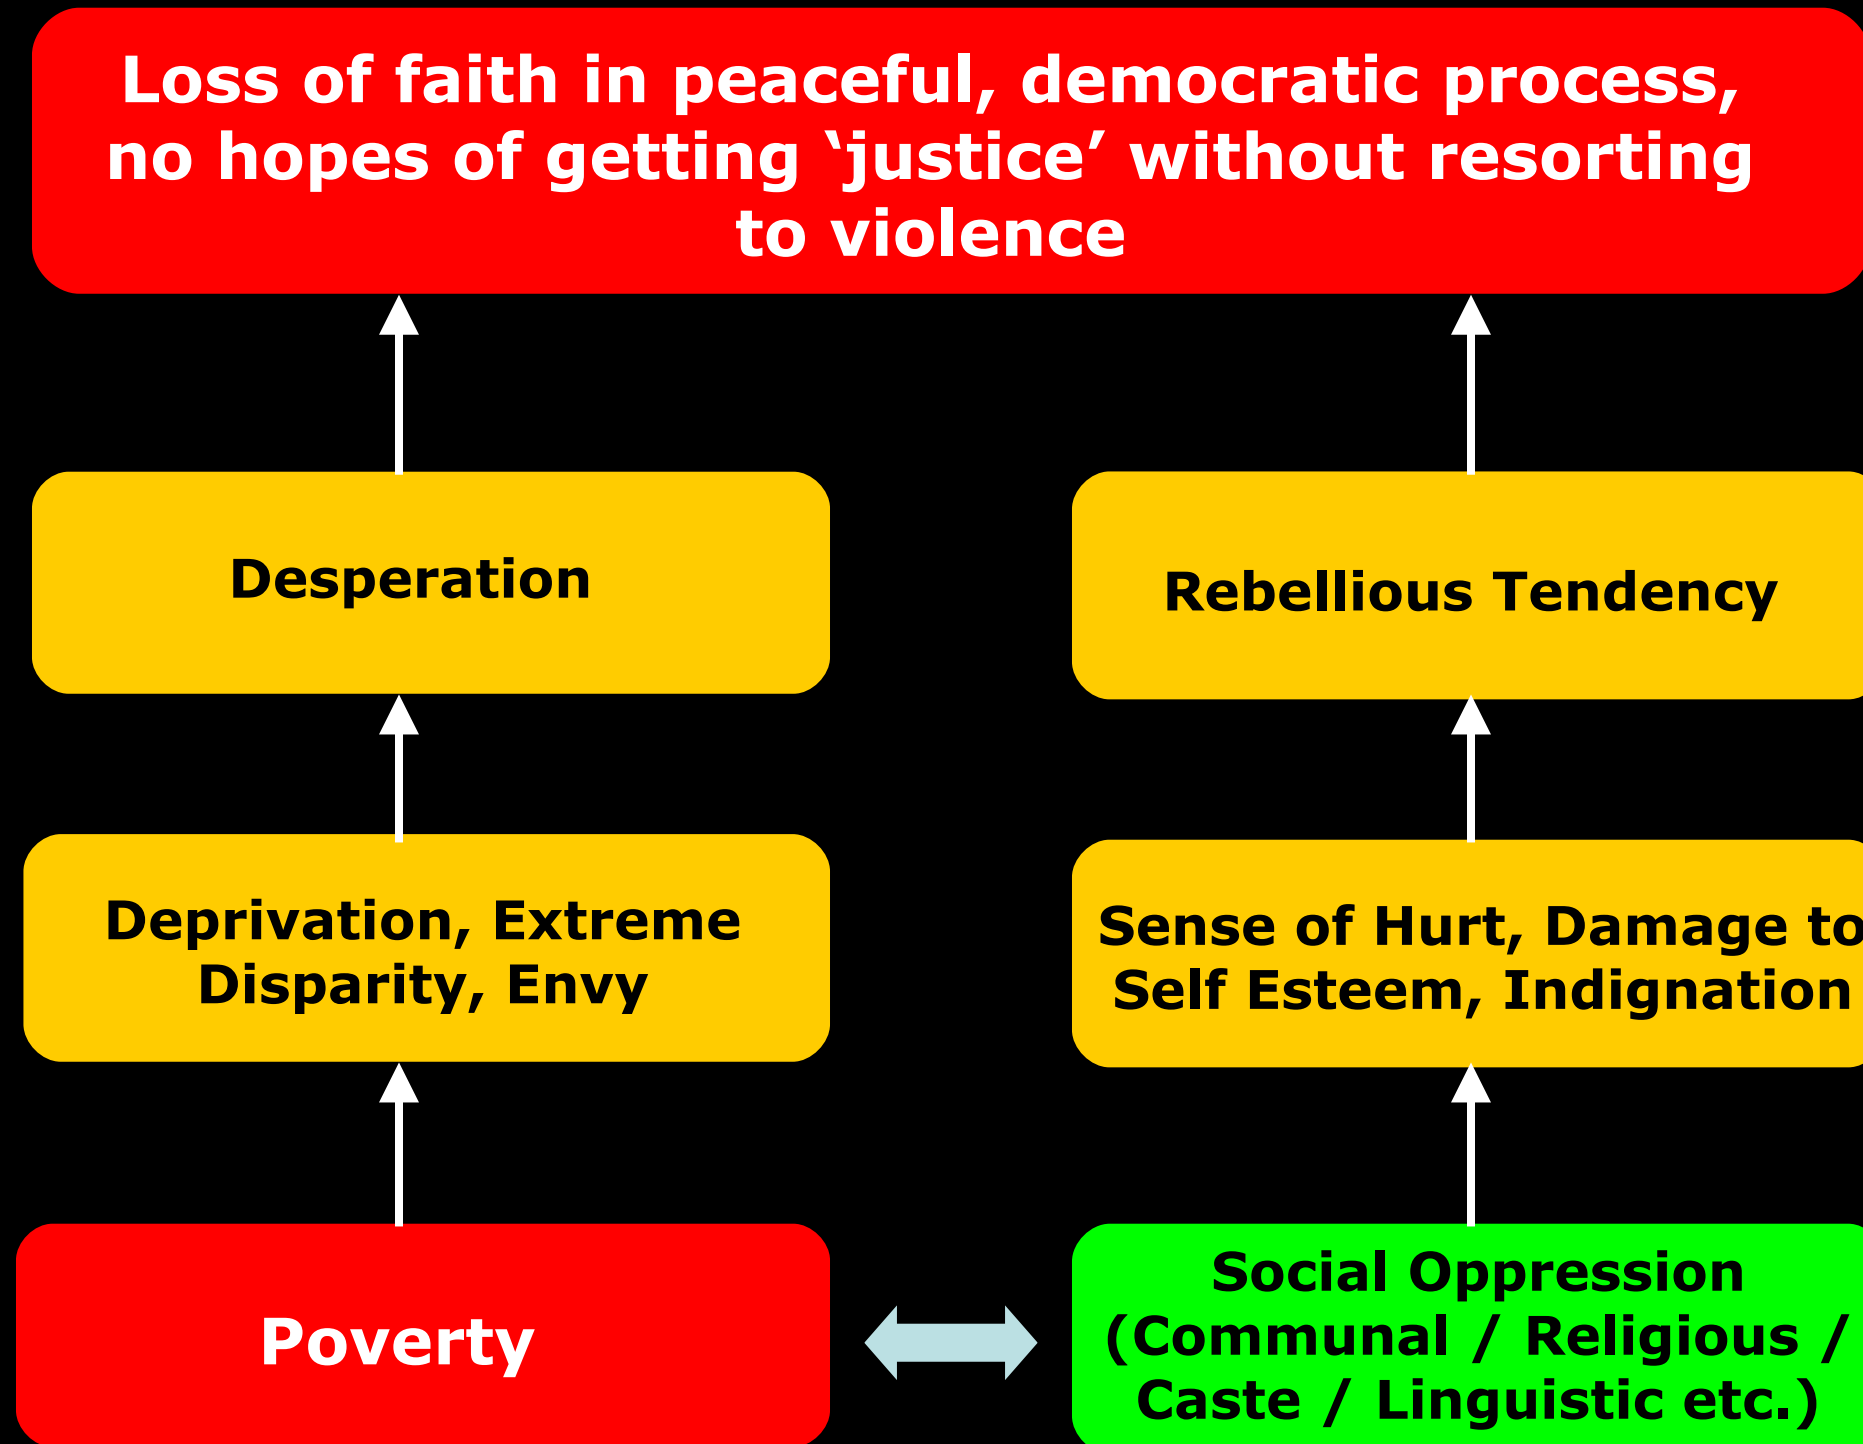 Loss of faith in peaceful, democratic process,
no hopes of getting ‘justice’ without resorting
to violence
Desperation
Rebellious Tendency
Deprivation, Extreme
Disparity, Envy
Sense of Hurt, Damage to
Self Esteem, Indignation
Poverty
Social Oppression
(Communal / Religious /
Caste / Linguistic etc.)